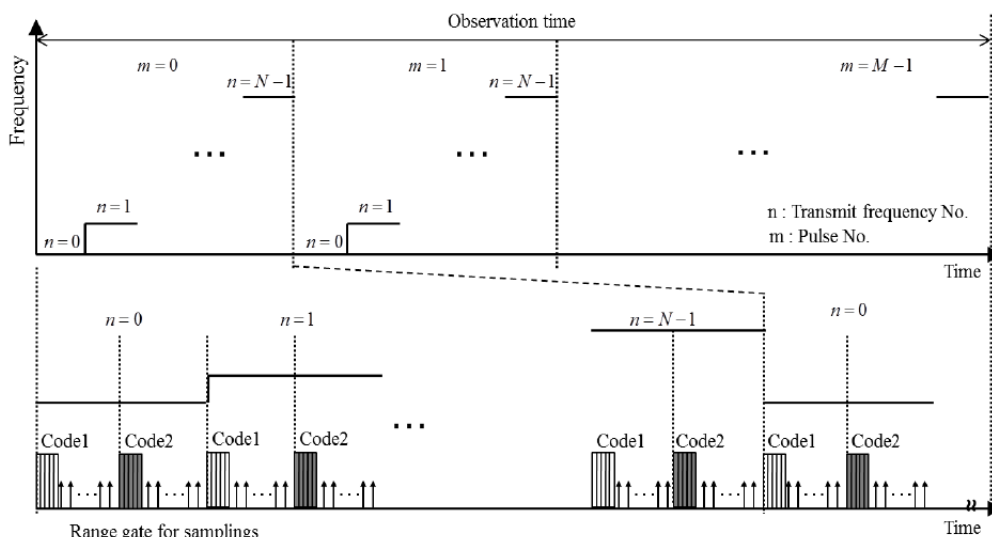 Observation time
Frequency
m=0
n=N−1
m=1
n=N−1
m=M−1
...
...
...
n=1
n=0
n=1
n=0
n : Transmit frequency No.
m : Pulse No.
Time
n=0
n=1
n=N−1
n=0
...
Code1
Code2
Code1
Code2
Code1
Code2
Code1
Code2
Range gate for samplings
Time